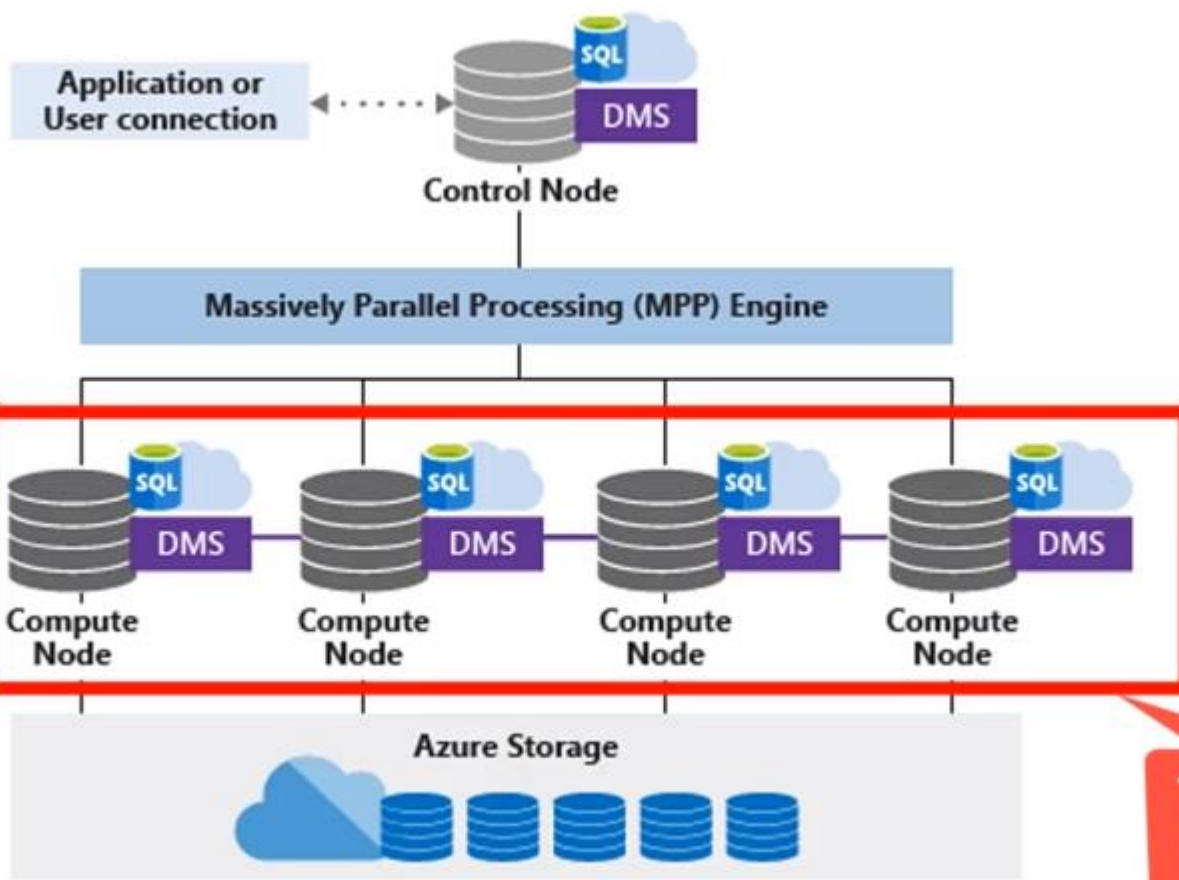 SQL
Application or
User connection
DMS
Control Node
Massively Parallel Processing (MPP) Engine
SQL SQL SQL SQL
DMS DMS DMS DMS
Compute Compute Compute Compute
Node Node Node Node
Azure Storage